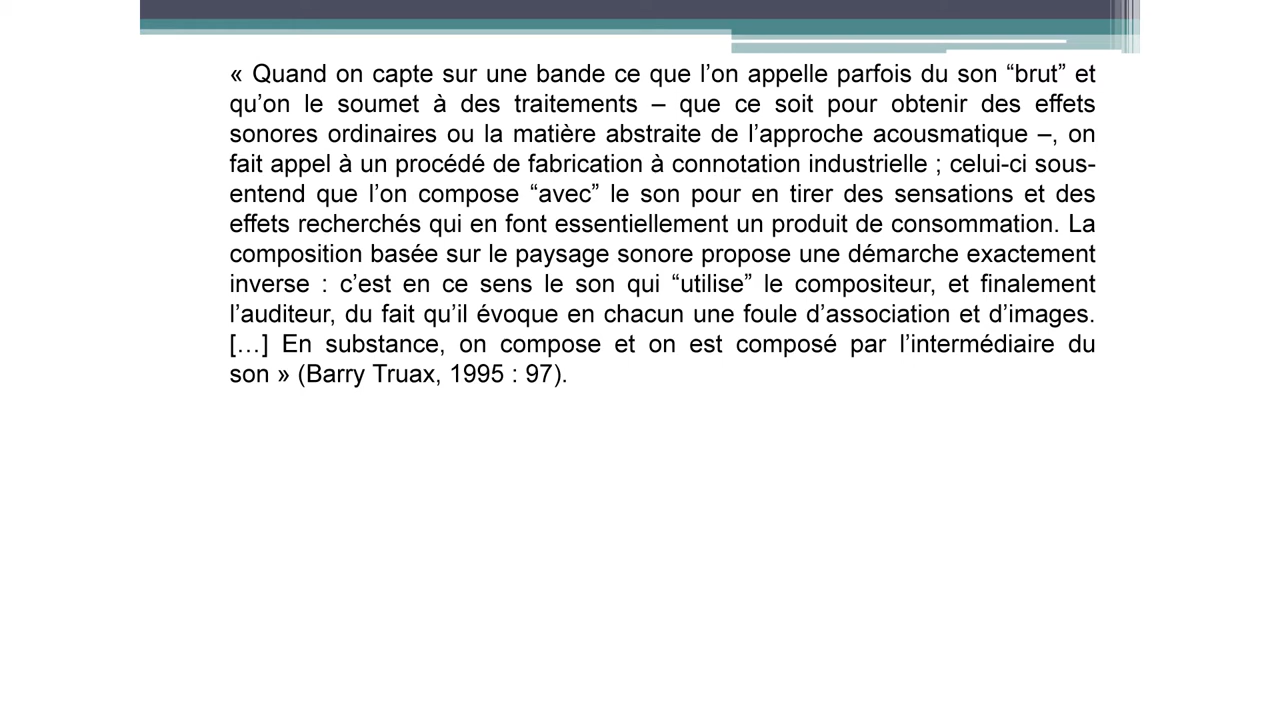 « Quand on capte sur une bande ce que l’on appelle parfois du son “brut” et
qu’on le soumet à des traitements – que ce soit pour obtenir des effets
sonores ordinaires ou la matière abstraite de l’approche acousmatique –, on
fait appel à un procédé de fabrication à connotation industrielle ; celui-ci sous-
entend que l’on compose “avec” le son pour en tirer des sensations et des
effets recherchés qui en font essentiellement un produit de consommation. La
composition basée sur le paysage sonore propose une démarche exactement
inverse : c’est en ce sens le son qui “utilise” le compositeur, et finalement
l’auditeur, du fait qu’il évoque en chacun une foule d’association et d’images.
[…] En substance, on compose et on est composé par l’intermédiaire du
son » (Barry Truax, 1995 : 97).